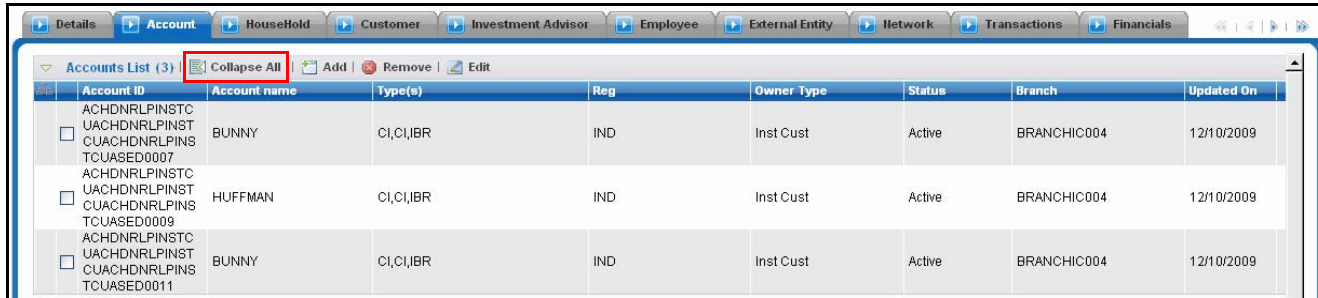 Details Account HouseHold Customer Investment Advisor Employee External Entity Network Transactions Financials
Accounts List (3) | Collapse All | Add | Remove | Edit
Account ID Account name Type(s) Reg Owner Type Status Branch Updated On
ACHDNRLPINSTC
UACHDNRLPINST
CUACHDNRLPINS
TCUASED0007
BUNNY CI,CI,IBR IND Inst Cust Active BRANCHIC004 12/10/2009
ACHDNRLPINSTC
UACHDNRLPINST
CUACHDNRLPINS
TCUASED0009
HUFFMAN CI,CI,IBR IND Inst Cust Active BRANCHIC004 12/10/2009
ACHDNRLPINSTC
UACHDNRLPINST
CUACHDNRLPINS
TCUASED0011
BUNNY CI,CI,IBR IND Inst Cust Active BRANCHIC004 12/10/2009